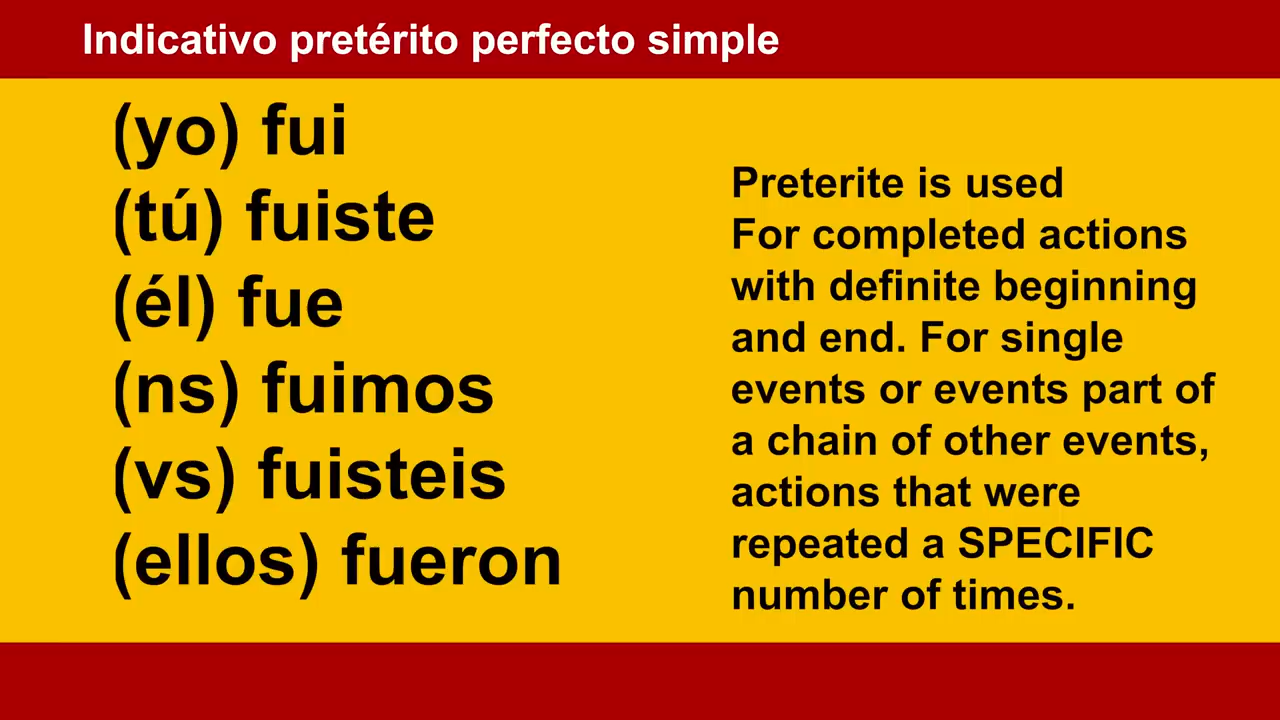 Indicativo pretérito perfecto simple
(yo) fui
(tú) fuiste
(él) fue
(ns) fuimos
(vs) fuisteis
(ellos) fueron
Preterite is used
For completed actions
with definite beginning
and end. For single
events or events part of
a chain of other events,
actions that were
repeated a SPECIFIC
number of times.